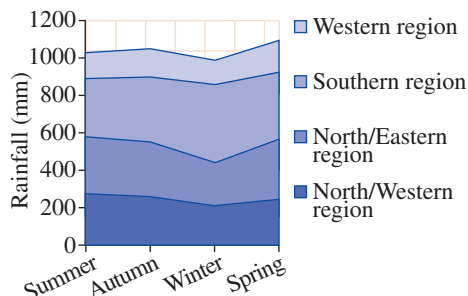 1200
1000
800
600
400
200
0
Rainfall (mm)
Summer
Autumn
Winter
Spring
Western region
Southern region
North/Eastern
region
North/Western
region